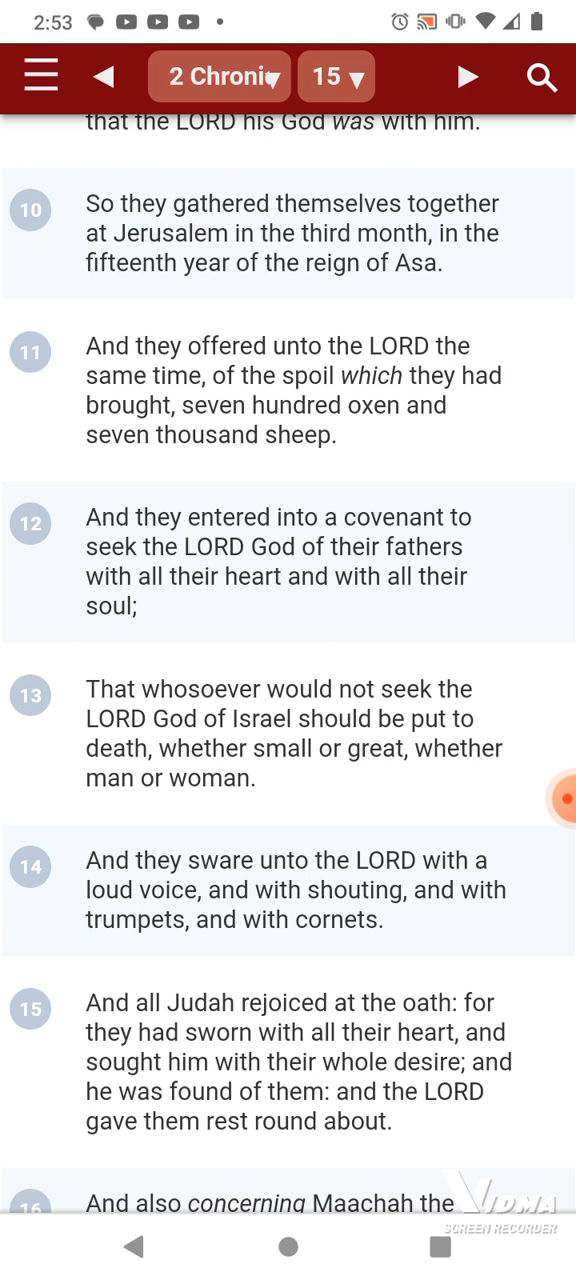 2:53
2 Chronic
15
that the LORD his God was with him.
10
So they gathered themselves together
at Jerusalem in the third month, in the
fifteenth year of the reign of Asa.
11
And they offered unto the LORD the
same time, of the spoil which they had
brought, seven hundred oxen and
seven thousand sheep.
12
And they entered into a covenant to
seek the LORD God of their fathers
with all their heart and with all their
soul;
13
That whosoever would not seek the
LORD God of Israel should be put to
death, whether small or great, whether
man or woman.
14
And they sware unto the LORD with a
loud voice, and with shouting, and with
trumpets, and with cornets.
15
And all Judah rejoiced at the oath: for
they had sworn with all their heart, and
sought him with their whole desire; and
he was found of them: and the LORD
gave them rest round about.
16
And also concerning Maachah the
VIDMA
SCREEN RECORDER